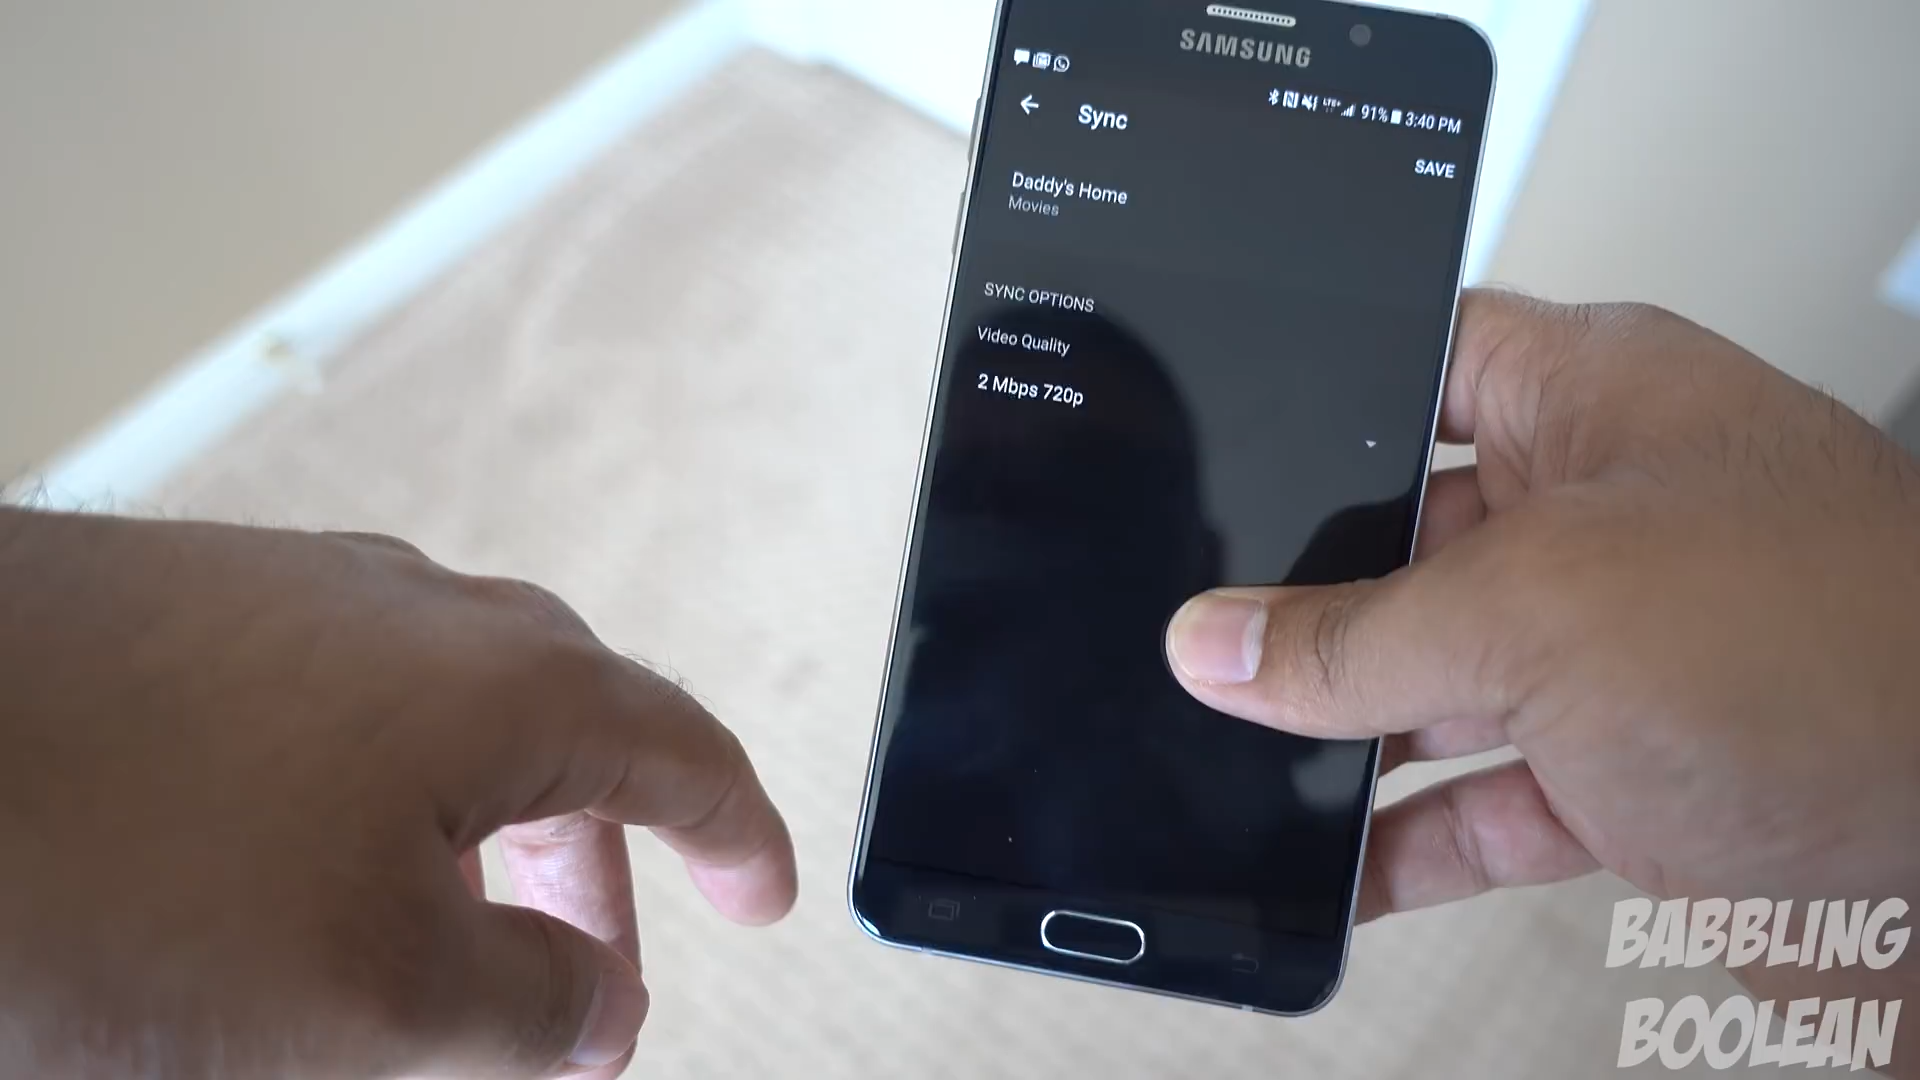 SAMSUNG
LTE+ 91% 3:40 PM
Sync
SAVE
Daddy's Home
Movies
SYNC OPTIONS
Video Quality
2 Mbps 720p
BABBLING
BOOLEAN